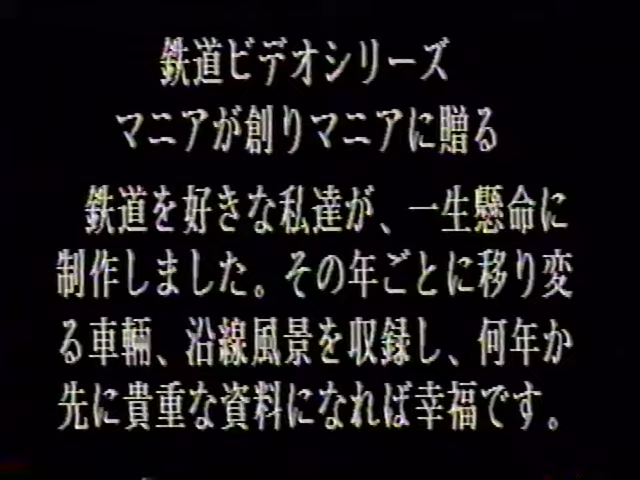 鉄道ビデオシリーズ
マニアが創りマニアに贈る
鉄道を好きな私達が、一生懸命に
制作しました。その年ごとに移り変
る車輛、沿線風景を収録し、何年か
先に貴重な資料になれば幸福です。